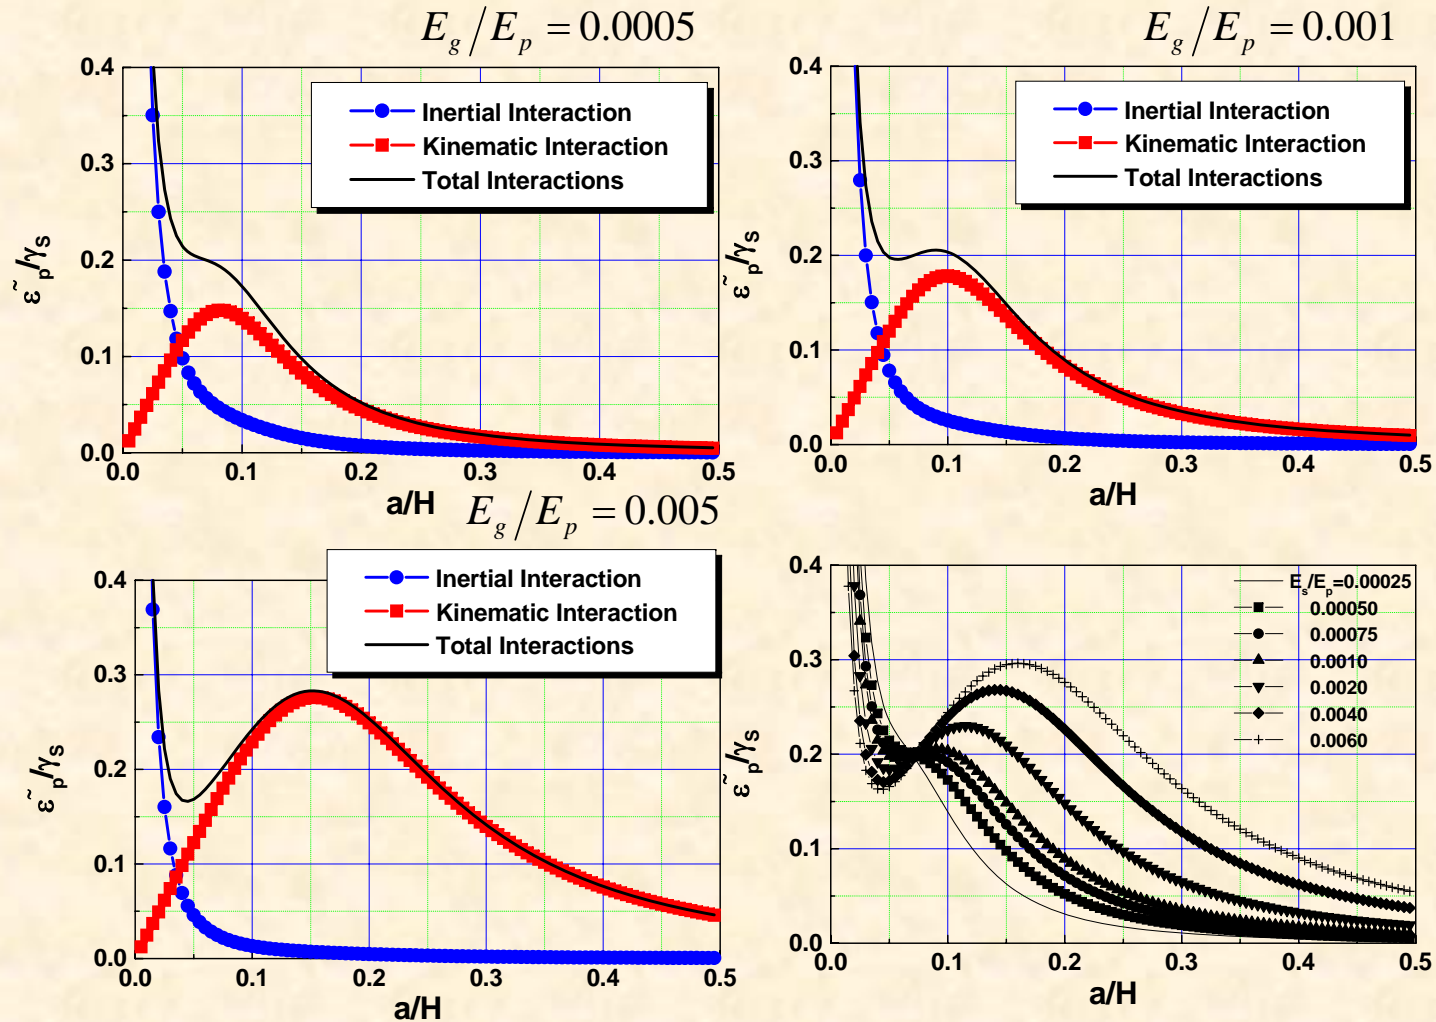 E_g/E_p = 0.0005
0.4
0.3
0.2
0.1
0.0
0.0 0.1 0.2 0.3 0.4 0.5
ε̃_p/γ_S
a/H
Inertial Interaction
Kinematic Interaction
Total Interactions
E_g/E_p = 0.001
0.4
0.3
0.2
0.1
0.0
0.0 0.1 0.2 0.3 0.4 0.5
ε̃_p/γ_S
a/H
Inertial Interaction
Kinematic Interaction
Total Interactions
E_g/E_p = 0.005
0.4
0.3
0.2
0.1
0.0
0.0 0.1 0.2 0.3 0.4 0.5
ε̃_p/γ_S
a/H
Inertial Interaction
Kinematic Interaction
Total Interactions
0.4
0.3
0.2
0.1
0.0
0.0 0.1 0.2 0.3 0.4 0.5
ε̃_p/γ_S
a/H
E_s/E_p=0.00025
0.00050
0.00075
0.0010
0.0020
0.0040
0.0060